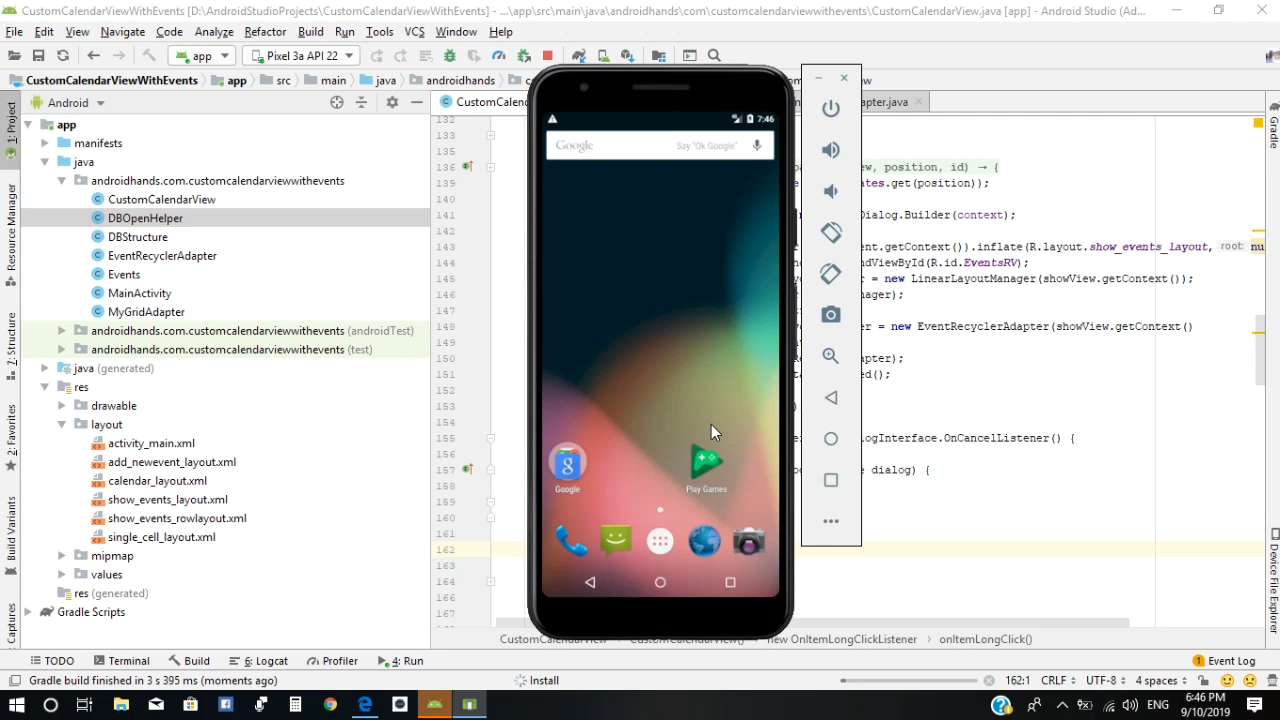 CustomCalendarViewWithEvents [D:\AndroidStudioProjects\CustomCalendarViewWithEvents] - ...\app\src\main\java\androidhands\com\customcalendarviewwithevents\CustomCalendarView.java [app] - Android Studio (Ad...
File Edit View Navigate Code Analyze Refactor Build Run Tools VCS Window Help
app Pixel 3a API 22
CustomCalendarViewWithEvents app src main java androidhands
1: Project
Resource Manager
7: Structure
2: Favorites
Build Variants
Captures
Android
app
manifests
java
androidhands.com.customcalendarviewwithevents
CustomCalendarView
DBOpenHelper
DBStructure
EventRecyclerAdapter
Events
MainActivity
MyGridAdapter
androidhands.com.customcalendarviewwithevents (androidTest)
androidhands.com.customcalendarviewwithevents (test)
java (generated)
res
drawable
layout
activity_main.xml
add_newevent_layout.xml
calendar_layout.xml
show_events_layout.xml
show_events_rowlayout.xml
single_cell_layout.xml
mipmap
values
res (generated)
Gradle Scripts
CustomCalen
apter.java
132
133
135
136 ew, position, id) → {
139 ates.get(position));
140
141 Dialog.Builder(context);
142
143 ent.getContext()).inflate(R.layout.show_events_layout, root: nu
144 ndViewById(R.id.EventsRV);
145 r = new LinearLayoutManager(showView.getContext());
146 nager);
147
148 ter = new EventRecyclerAdapter(showView.getContext()
149
150 apter);
151 ed();
152
153
154
155 logInterface.OnCancelListener() {
156
157 e dialog) {
158
159
160
161
162
163
164
166
167
7:46
Google Say "Ok Google"
Google
Play Games
Gradle
Device File Explorer
CustomCalendarView CustomCalendarView() new OnItemLongClickListener onItemLongClick()
TODO Terminal Build 6: Logcat Profiler 4: Run 1 Event Log
Gradle build finished in 3 s 395 ms (moments ago) Install 162:1 CRLF UTF-8 4 spaces
6:46 PM
9/10/2019